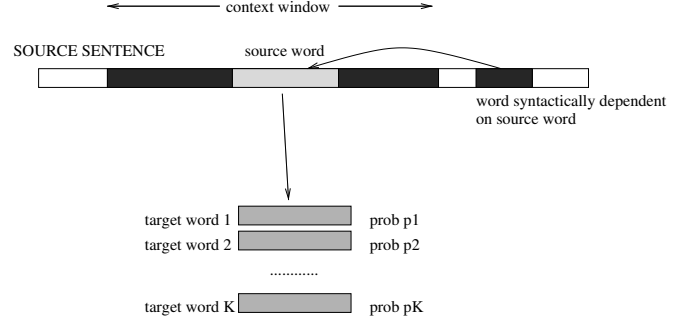 context window
SOURCE SENTENCE
source word
word syntactically dependent
on source word
target word 1
prob p1
target word 2
prob p2
............
target word K
prob pK